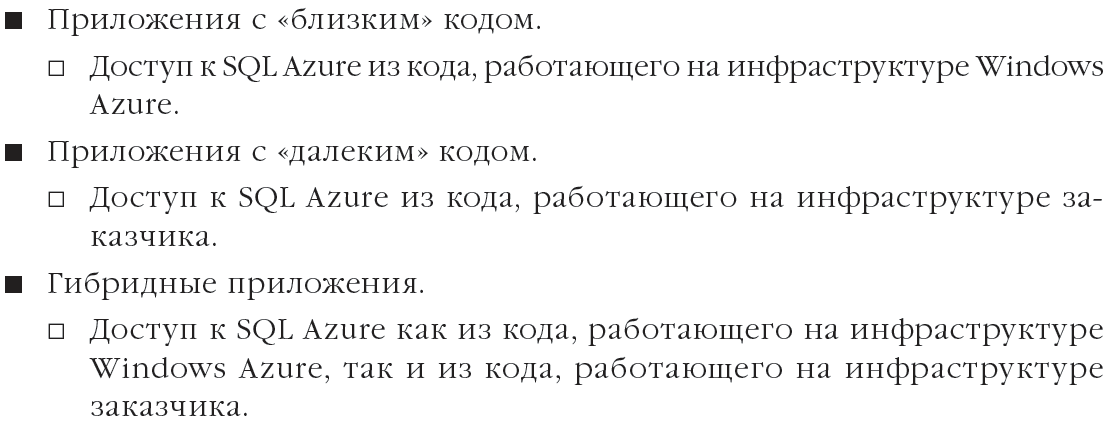 ■ Приложения с «близким» кодом.
□ Доступ к SQL Azure из кода, работающего на инфраструктуре Windows
Azure.
■ Приложения с «далеким» кодом.
□ Доступ к SQL Azure из кода, работающего на инфраструктуре за-
казчика.
■ Гибридные приложения.
□ Доступ к SQL Azure как из кода, работающего на инфраструктуре
Windows Azure, так и из кода, работающего на инфраструктуре
заказчика.